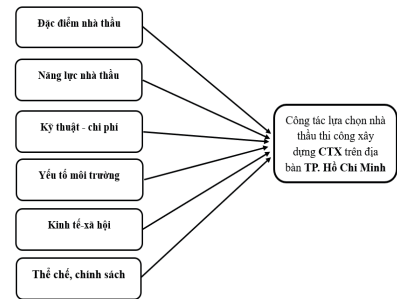 Đặc điểm nhà thầu
Năng lực nhà thầu
Kỹ thuật - chi phí
Yếu tố môi trường
Kinh tế-xã hội
Thể chế, chính sách
Công tác lựa chọn nhà
thầu thi công xây
dựng CTX trên địa
bàn TP. Hồ Chí Minh